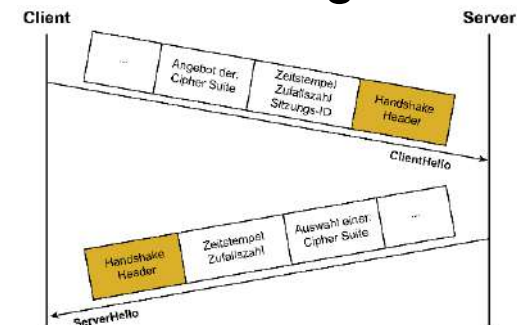 Client
Server
...
Angebot der
Cipher Suite
Zeitstempel
Zufallszahl
Sitzungs-ID
Handshake
Header
ClientHello
Handshake
Header
Zeitstempel
Zufallszahl
Auswahl einer
Cipher Suite
...
ServerHello